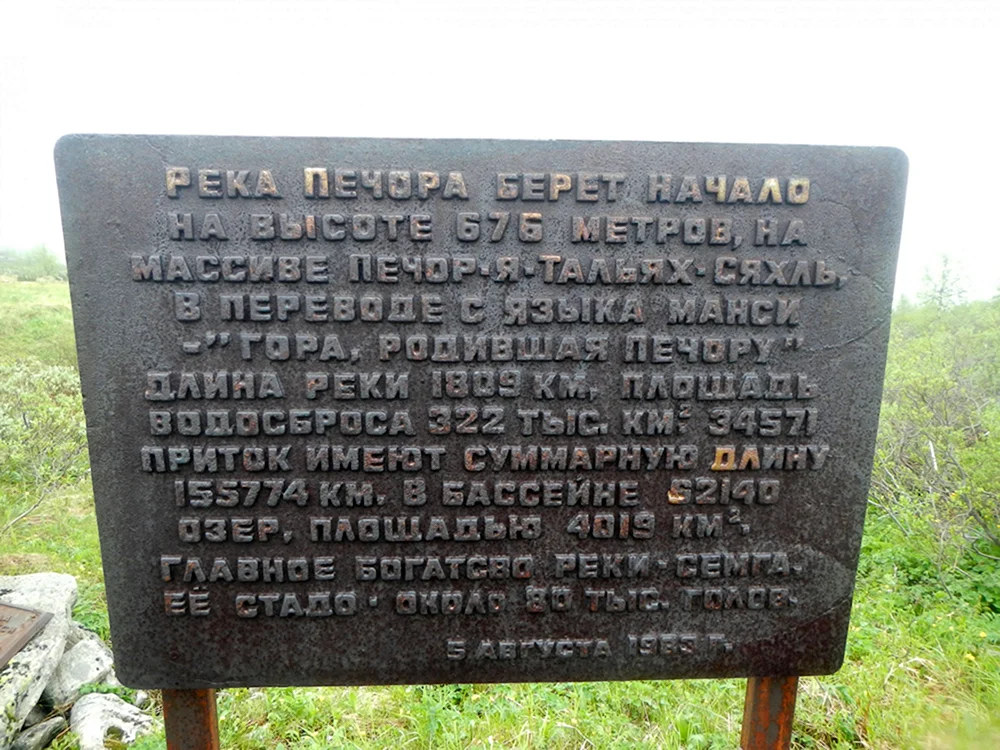 РЕКА ПЕЧОРА БЕРЕТ НАЧАЛО
НА ВЫСОТЕ 676 МЕТРОВ, НА
МАССИВЕ ПЕЧОР-Я-ТАЛЬЯХ-СЯХЛЬ,
В ПЕРЕВОДЕ С ЯЗЫКА МАНСИ
-"ГОРА, РОДИВШАЯ ПЕЧОРУ"
ДЛИНА РЕКИ 1809 КМ, ПЛОЩАДЬ
ВОДОСБРОСА 322 ТЫС. КМ². 34571
ПРИТОК ИМЕЮТ СУММАРНУЮ ДЛИНУ
155774 КМ. В БАССЕЙНЕ 62140
ОЗЕР, ПЛОЩАДЬЮ 4019 КМ².
ГЛАВНОЕ БОГАТСВО РЕКИ - СЕМГА.
ЕЁ СТАДО - ОКОЛО 80 ТЫС. ГОЛОВ.
5 АВГУСТА Г.